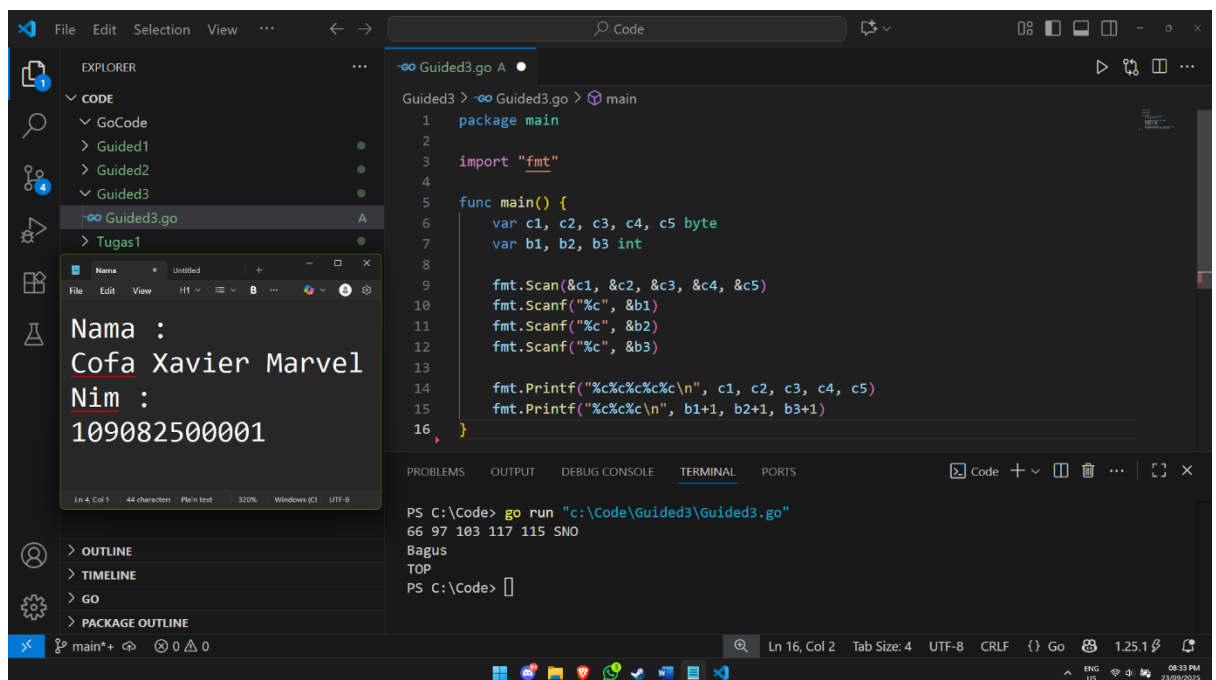 File Edit Selection View ··· ← → Code
EXPLORER ···
CODE
GoCode
Guided1
Guided2
Guided3
Guided3.go A
Tugas1
1
4
Nama Untitled +
File Edit View H1 B ···
Nama :
Cofa Xavier Marvel
Nim :
109082500001
Ln 4, Col 1 44 characters Plain text 320% Windows (CI UTF-8
OUTLINE
TIMELINE
GO
PACKAGE OUTLINE
GO Guided3.go A ●
Guided3 > GO Guided3.go > main
1 package main
2
3 import "fmt"
4
5 func main() {
6 var c1, c2, c3, c4, c5 byte
7 var b1, b2, b3 int
8
9 fmt.Scan(&c1, &c2, &c3, &c4, &c5)
10 fmt.Scanf("%c", &b1)
11 fmt.Scanf("%c", &b2)
12 fmt.Scanf("%c", &b3)
13
14 fmt.Printf("%c%c%c%c%c\n", c1, c2, c3, c4, c5)
15 fmt.Printf("%c%c%c\n", b1+1, b2+1, b3+1)
16 }
PROBLEMS OUTPUT DEBUG CONSOLE TERMINAL PORTS Code
PS C:\Code> go run "c:\Code\Guided3\Guided3.go"
66 97 103 117 115 SNO
Bagus
TOP
PS C:\Code>
main*+ 0 0 Ln 16, Col 2 Tab Size: 4 UTF-8 CRLF {} Go 1.25.1
ENG US 08:33 PM 23/09/2025